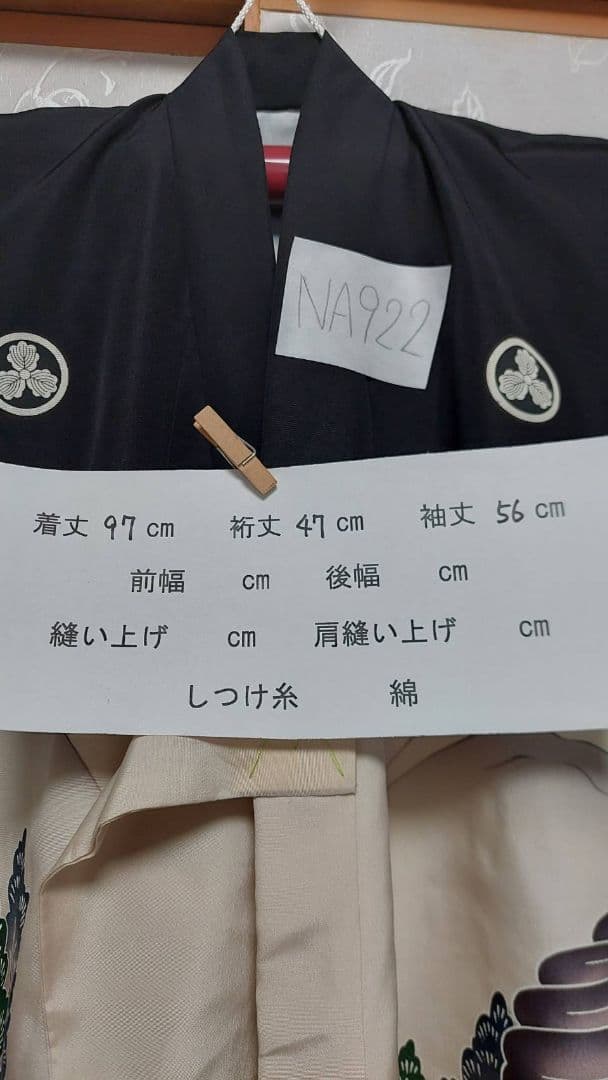 NA922
着丈 97 cm 裄丈 47 cm 袖丈 56 cm
前幅 cm 後幅 cm
縫い上げ cm 肩縫い上げ cm
しつけ糸 綿